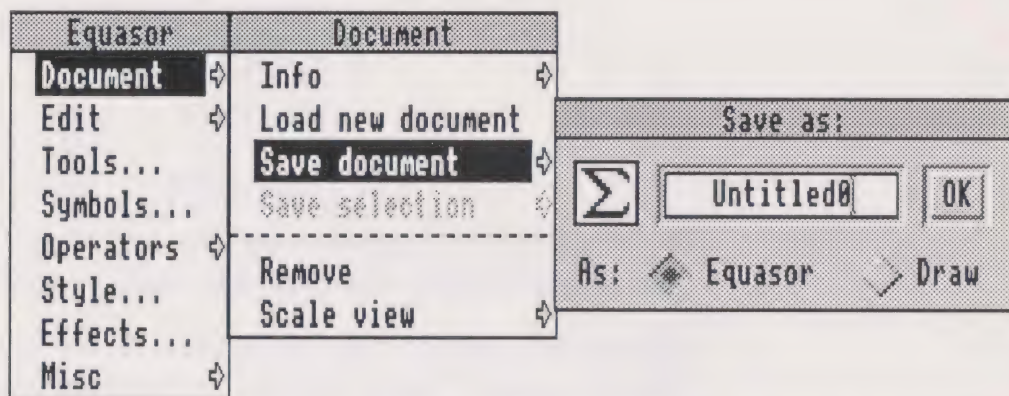 Equasor
Document
Edit
Tools...
Symbols...
Operators
Style...
Effects...
Misc
Document
Info
Load new document
Save document
Save selection
Remove
Scale view
Save as:
Σ
Untitled0
OK
As: Equasor Draw